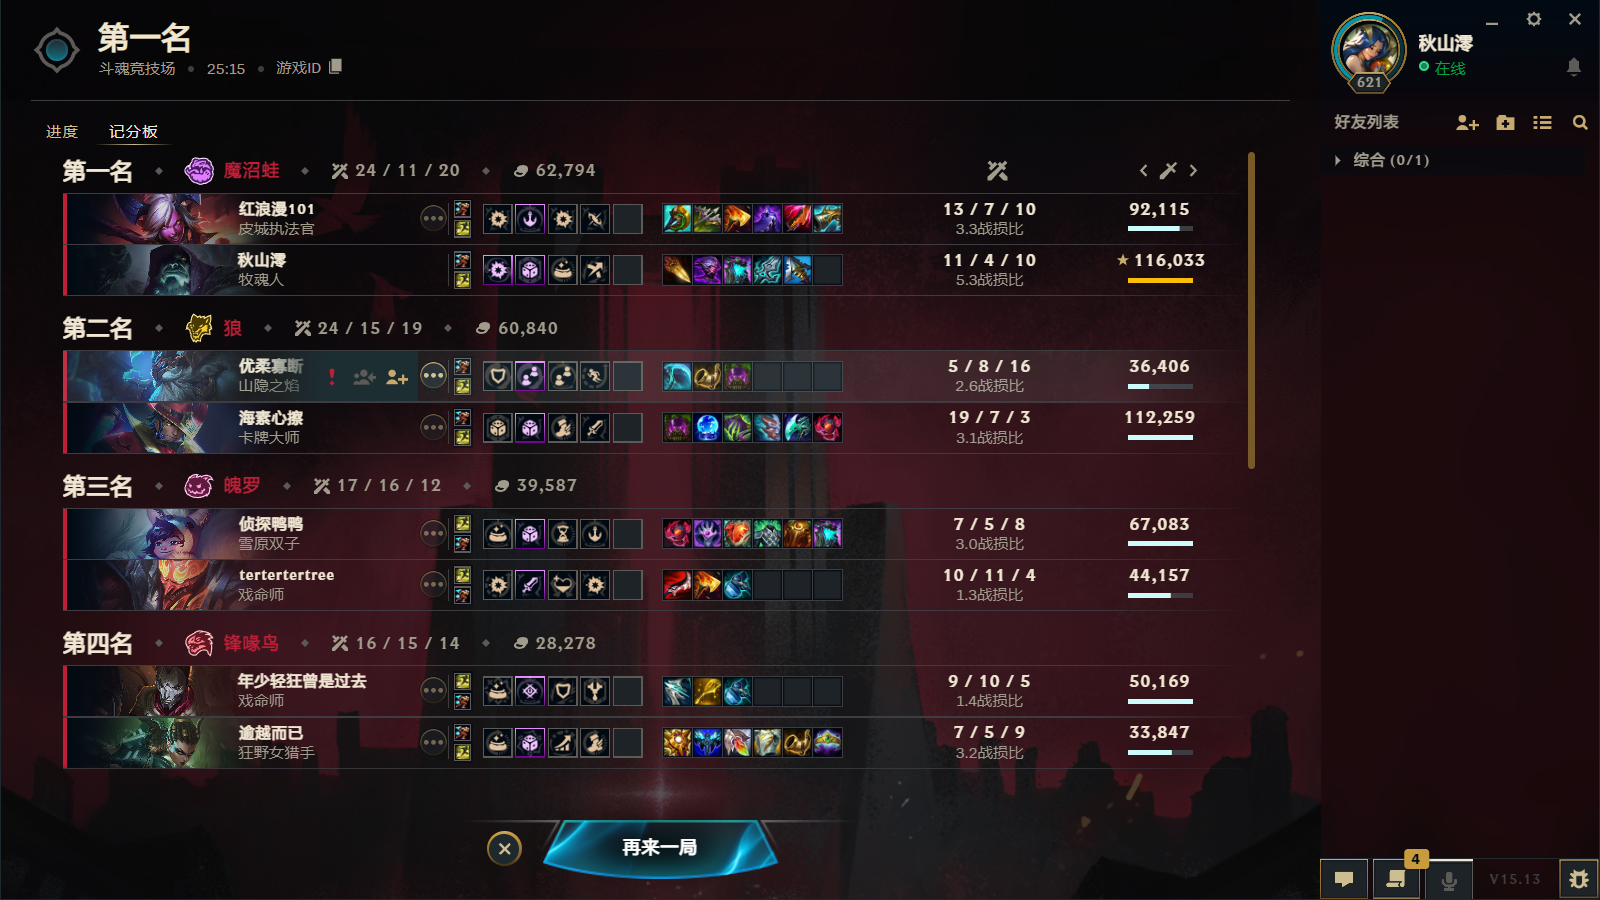 第一名
斗魂竞技场 • 25:15 • 游戏ID
进度 记分板
第一名 魔沼蛙 24 / 11 / 20 62,794
红浪漫101 13 / 7 / 10 92,115
皮城执法官 3.3战损比
秋山澪 11 / 4 / 10 116,033
牧魂人 5.3战损比
第二名 狼 24 / 15 / 19 60,840
优柔寡断 5 / 8 / 16 36,406
山隐之焰 2.6战损比
海素心擦 19 / 7 / 3 112,259
卡牌大师 3.1战损比
第三名 魄罗 17 / 16 / 12 39,587
侦探鸭鸭 7 / 5 / 8 67,083
雪原双子 3.0战损比
tertertertree 10 / 11 / 4 44,157
戏命师 1.3战损比
第四名 锋喙鸟 16 / 15 / 14 28,278
年少轻狂曾是过去 9 / 10 / 5 50,169
戏命师 1.4战损比
逾越而已 7 / 5 / 9 33,847
狂野女猎手 3.2战损比
再来一局
秋山澪
在线
621
好友列表
综合 (0/1)
4
V15.13